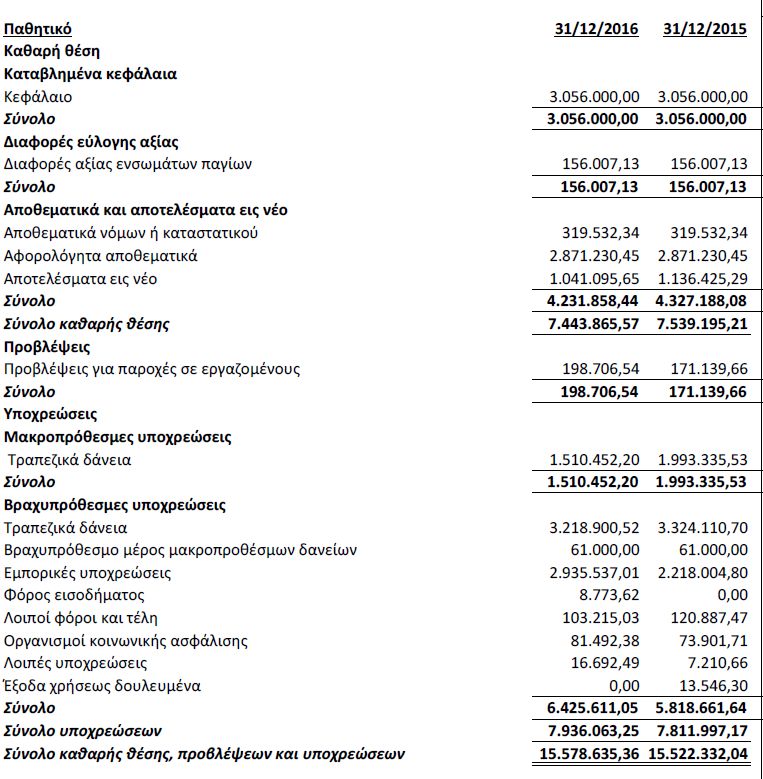 Παθητικό 31/12/2016 31/12/2015
Καθαρή θέση
Καταβλημένα κεφάλαια
Κεφάλαιο 3.056.000,00 3.056.000,00
Σύνολο 3.056.000,00 3.056.000,00
Διαφορές εύλογης αξίας
Διαφορές αξίας ενσωμάτων παγίων 156.007,13 156.007,13
Σύνολο 156.007,13 156.007,13
Αποθεματικά και αποτελέσματα εις νέο
Αποθεματικά νόμων ή καταστατικού 319.532,34 319.532,34
Αφορολόγητα αποθεματικά 2.871.230,45 2.871.230,45
Αποτελέσματα εις νέο 1.041.095,65 1.136.425,29
Σύνολο 4.231.858,44 4.327.188,08
Σύνολο καθαρής θέσης 7.443.865,57 7.539.195,21
Προβλέψεις
Προβλέψεις για παροχές σε εργαζομένους 198.706,54 171.139,66
Σύνολο 198.706,54 171.139,66
Υποχρεώσεις
Μακροπρόθεσμες υποχρεώσεις
Τραπεζικά δάνεια 1.510.452,20 1.993.335,53
Σύνολο 1.510.452,20 1.993.335,53
Βραχυπρόθεσμες υποχρεώσεις
Τραπεζικά δάνεια 3.218.900,52 3.324.110,70
Βραχυπρόθεσμο μέρος μακροπροθέσμων δανείων 61.000,00 61.000,00
Εμπορικές υποχρεώσεις 2.935.537,01 2.218.004,80
Φόρος εισοδήματος 8.773,62 0,00
Λοιποί φόροι και τέλη 103.215,03 120.887,47
Οργανισμοί κοινωνικής ασφάλισης 81.492,38 73.901,71
Λοιπές υποχρεώσεις 16.692,49 7.210,66
Έξοδα χρήσεως δουλευμένα 0,00 13.546,30
Σύνολο 6.425.611,05 5.818.661,64
Σύνολο υποχρεώσεων 7.936.063,25 7.811.997,17
Σύνολο καθαρής θέσης, προβλέψεων και υποχρεώσεων 15.578.635,36 15.522.332,04